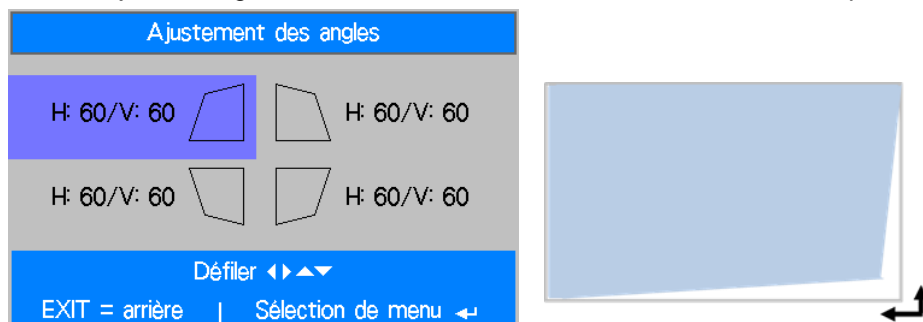 Ajustement des angles
H: 60/V: 60 H: 60/V: 60
H: 60/V: 60 H: 60/V: 60
Défiler
EXIT = arrière | Sélection de menu